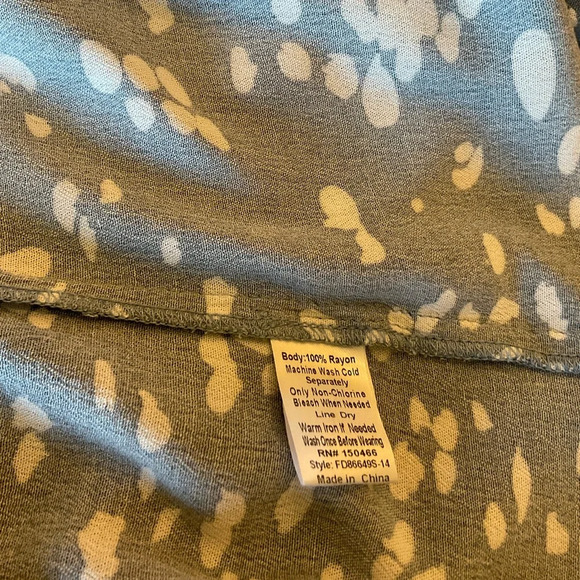 Body:100% Rayon
Machine Wash Cold
Separately
Only Non-Chlorine
Bleach When Needed
Line Dry
Warm Iron If Needed
Wash Once Before Wearing
RN# 150466
Style: FD86649S-14
Made in China